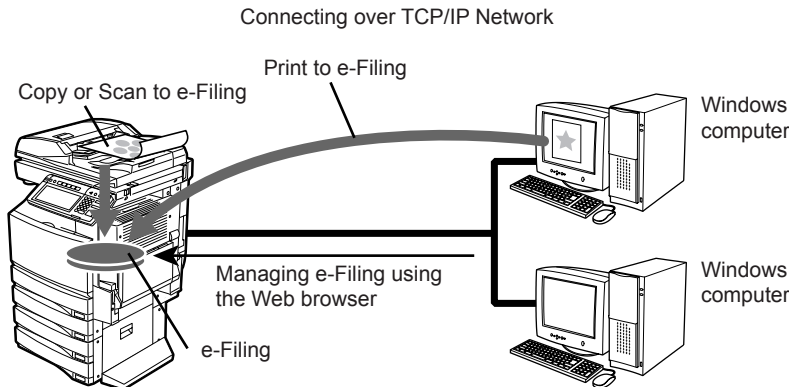 Connecting over TCP/IP Network
Print to e-Filing
Copy or Scan to e-Filing
Windows
computer
Managing e-Filing using
the Web browser
Windows
computer
e-Filing